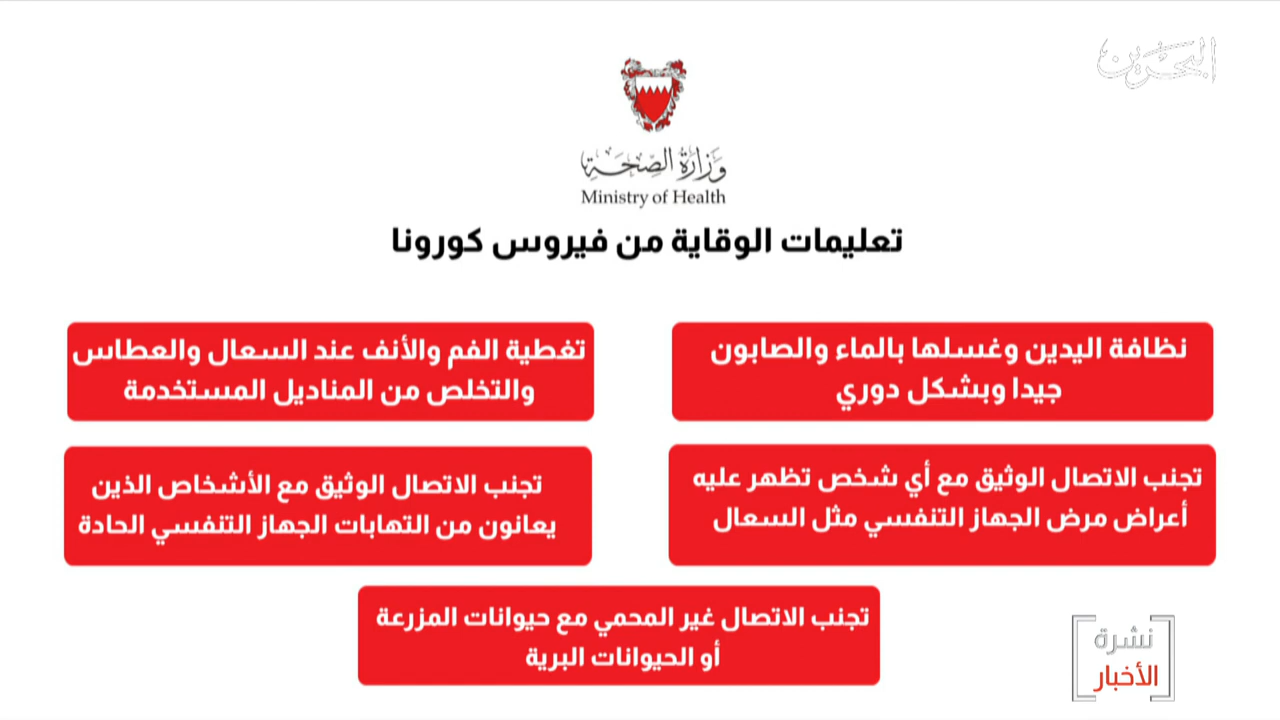 البحرين
وزارة الصحة
Ministry of Health
تعليمات الوقاية من فيروس كورونا
نظافة اليدين وغسلها بالماء والصابون
جيدا وبشكل دوري
تغطية الفم والأنف عند السعال والعطاس
والتخلص من المناديل المستخدمة
تجنب الاتصال الوثيق مع أي شخص تظهر عليه
أعراض مرض الجهاز التنفسي مثل السعال
تجنب الاتصال الوثيق مع الأشخاص الذين
يعانون من التهابات الجهاز التنفسي الحادة
تجنب الاتصال غير المحمي مع حيوانات المزرعة
أو الحيوانات البرية
نشرة
الأخبار